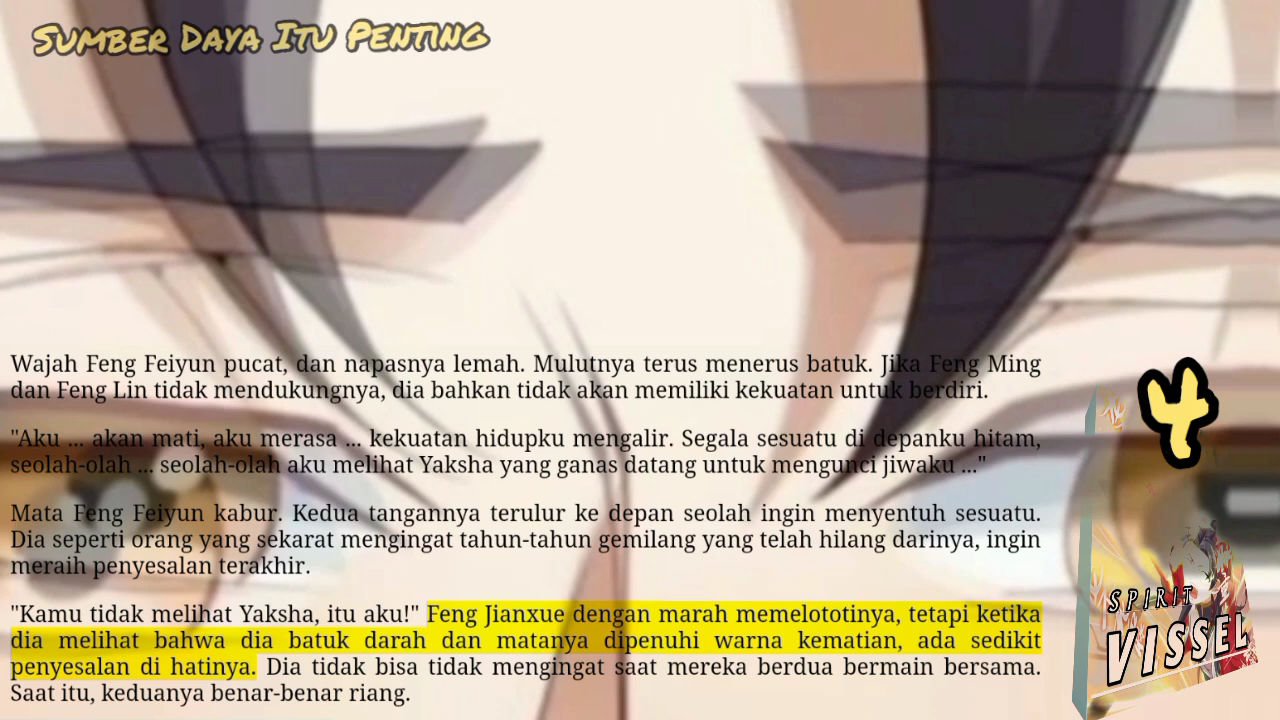 Sumber Daya Itu Penting
Wajah Feng Feiyun pucat, dan napasnya lemah. Mulutnya terus menerus batuk. Jika Feng Ming
dan Feng Lin tidak mendukungnya, dia bahkan tidak akan memiliki kekuatan untuk berdiri.
"Aku ... akan mati, aku merasa ... kekuatan hidupku mengalir. Segala sesuatu di depanku hitam,
seolah-olah ... seolah-olah aku melihat Yaksha yang ganas datang untuk mengunci jiwaku ..."
Mata Feng Feiyun kabur. Kedua tangannya terulur ke depan seolah ingin menyentuh sesuatu.
Dia seperti orang yang sekarat mengingat tahun-tahun gemilang yang telah hilang darinya, ingin
meraih penyesalan terakhir.
"Kamu tidak melihat Yaksha, itu aku!" Feng Jianxue dengan marah memelototinya, tetapi ketika
dia melihat bahwa dia batuk darah dan matanya dipenuhi warna kematian, ada sedikit
penyesalan di hatinya. Dia tidak bisa tidak mengingat saat mereka berdua bermain bersama.
Saat itu, keduanya benar-benar riang.
4
SPIRIT
VISSEL